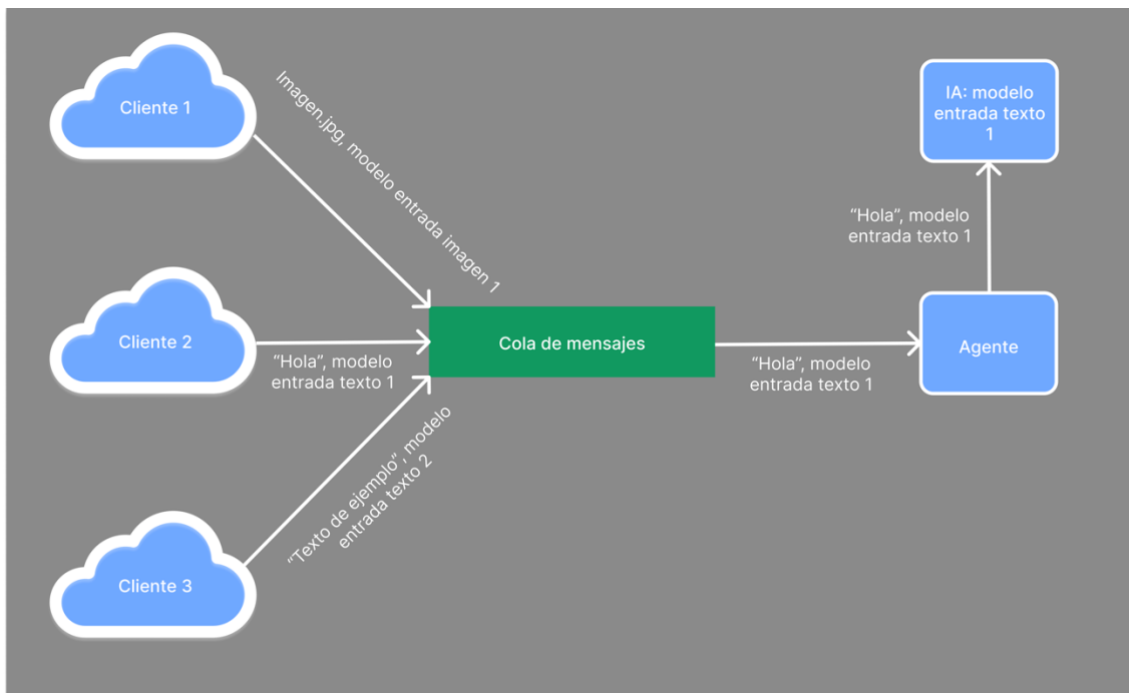 Cliente 1
Imagen.jpg, modelo entrada imagen 1
IA: modelo
entrada texto
1
“Hola”, modelo
entrada texto 1
Cliente 2
“Hola”, modelo
entrada texto 1
Cola de mensajes
“Hola”, modelo
entrada texto 1
Agente
“Texto de ejemplo”, modelo
entrada texto 2
Cliente 3